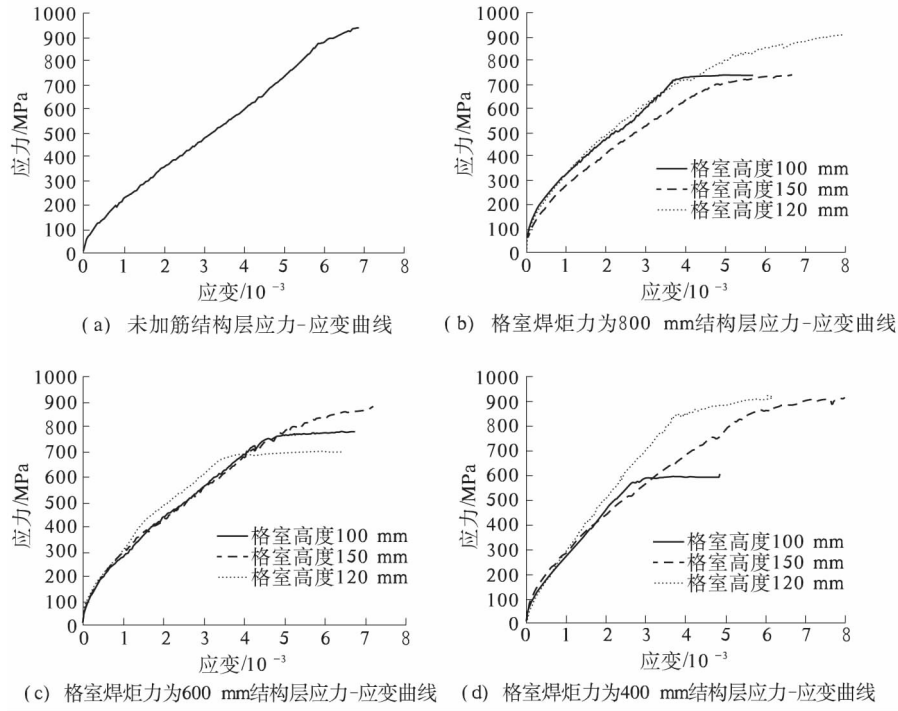 1000
900
800
700
600
500
400
300
200
100
0
应力/MPa
0 1 2 3 4 5 6 7 8
应变/10⁻³
(a) 未加筋结构层应力-应变曲线
1000
900
800
700
600
500
400
300
200
100
0
应力/MPa
格室高度100 mm
格室高度150 mm
格室高度120 mm
0 1 2 3 4 5 6 7 8
应变/10⁻³
(b) 格室焊炬力为800 mm结构层应力-应变曲线
1000
900
800
700
600
500
400
300
200
100
0
应力/MPa
格室高度100 mm
格室高度150 mm
格室高度120 mm
0 1 2 3 4 5 6 7 8
应变/10⁻³
(c) 格室焊炬力为600 mm结构层应力-应变曲线
1000
900
800
700
600
500
400
300
200
100
0
应力/MPa
格室高度100 mm
格室高度150 mm
格室高度120 mm
0 1 2 3 4 5 6 7 8
应变/10⁻³
(d) 格室焊炬力为400 mm结构层应力-应变曲线